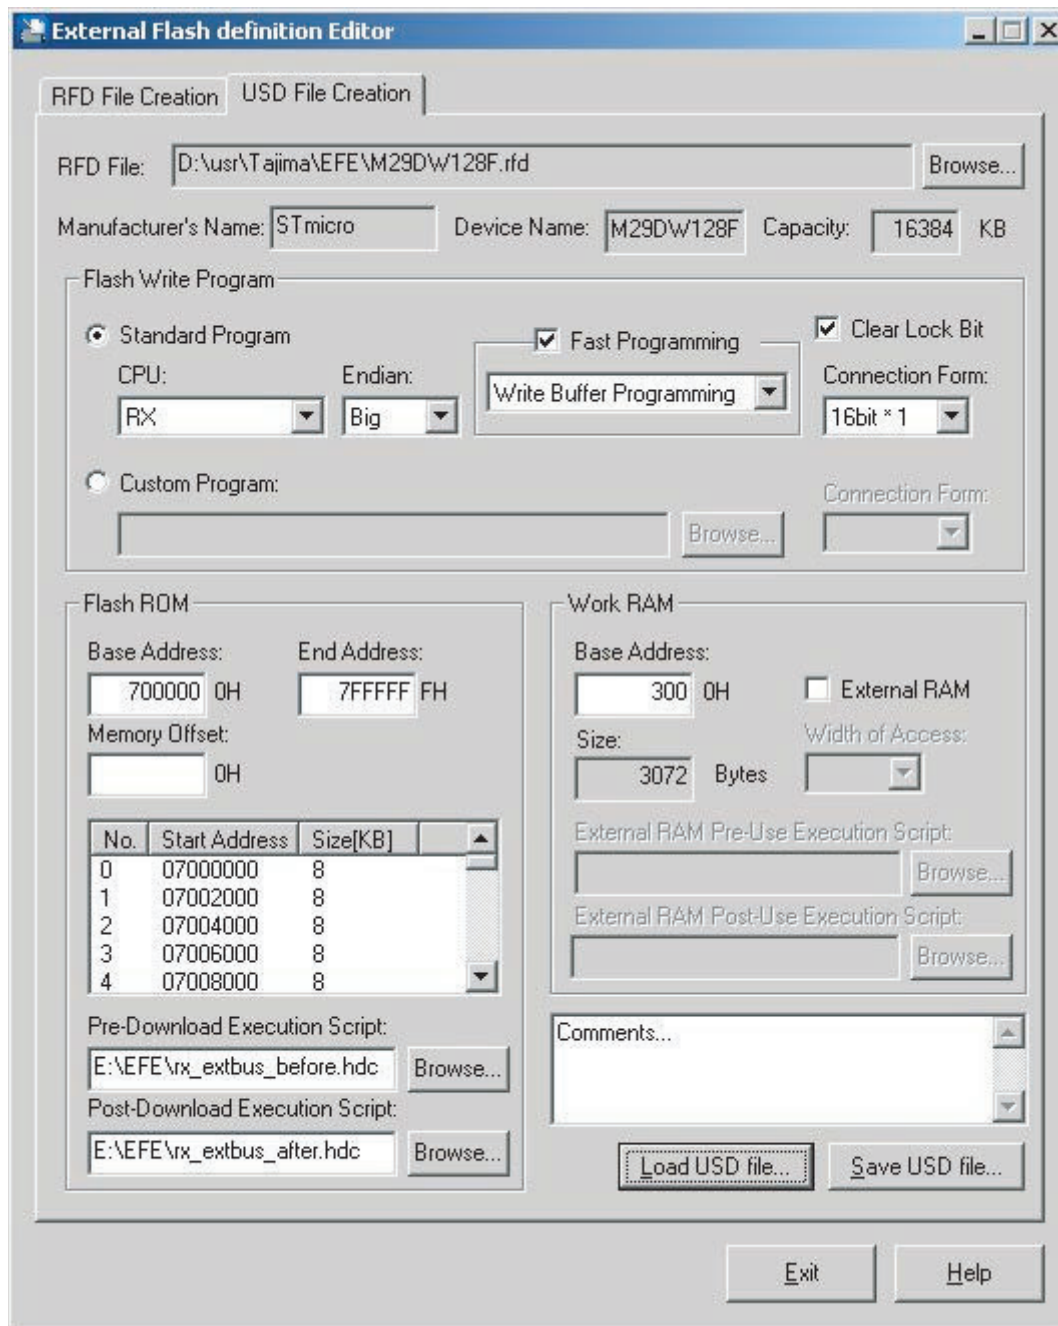 External Flash definition Editor
RFD File Creation USD File Creation
RFD File: D:\usr\Tajima\EFE\M29DW128F.rfd Browse...
Manufacturer's Name: STmicro Device Name: M29DW128F Capacity: 16384 KB
Flash Write Program
Standard Program Fast Programming Clear Lock Bit
CPU: Endian: Connection Form:
RX Big Write Buffer Programming 16bit * 1
Custom Program: Connection Form:
Browse...
Flash ROM
Base Address: End Address:
700000 0H 7FFFFF FH
Memory Offset:
0H
No. Start Address Size[KB]
0 07000000 8
1 07002000 8
2 07004000 8
3 07006000 8
4 07008000 8
Pre-Download Execution Script:
E:\EFE\rx_extbus_before.hdc Browse...
Post-Download Execution Script:
E:\EFE\rx_extbus_after.hdc Browse...
Work RAM
Base Address:
300 0H External RAM
Size: Width of Access:
3072 Bytes
External RAM Pre-Use Execution Script:
Browse...
External RAM Post-Use Execution Script:
Browse...
Comments...
Load USD file... Save USD file...
Exit Help